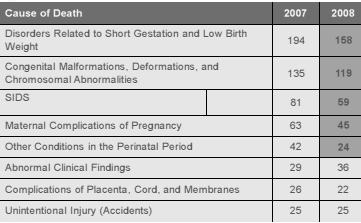 Cause of Death 2007 2008
Disorders Related to Short Gestation and Low Birth
Weight 194 158
Congenital Malformations, Deformations, and
Chromosomal Abnormalities 135 119
SIDS 81 59
Maternal Complications of Pregnancy 63 45
Other Conditions in the Perinatal Period 42 24
Abnormal Clinical Findings 29 36
Complications of Placenta, Cord, and Membranes 26 22
Unintentional Injury (Accidents) 25 25